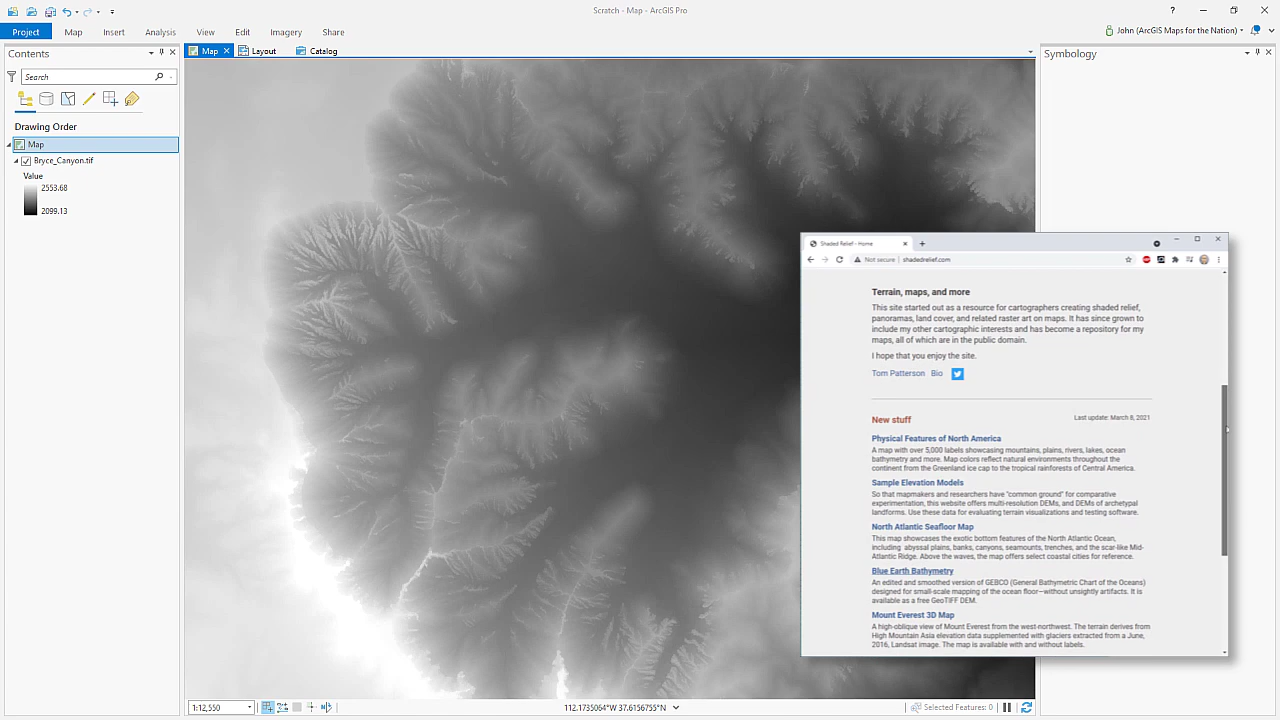 Scratch - Map - ArcGIS Pro
?
Project
Map
Insert
Analysis
View
Edit
Imagery
Share
John (ArcGIS Maps for the Nation)
Contents
Map
Layout
Catalog
Symbology
Search
Drawing Order
Map
Bryce_Canyon.tif
Value
2553.68
2099.13
Shaded Relief - Home
Not secure | shadedrelief.com
Terrain, maps, and more
This site started out as a resource for cartographers creating shaded relief,
panoramas, land cover, and related raster art on maps. It has since grown to
include my other cartographic interests and has become a repository for my
maps, all of which are in the public domain.
I hope that you enjoy the site.
Tom Patterson Bio
New stuff
Last update: March 8, 2021
Physical Features of North America
A map with over 5,000 labels showcasing mountains, plains, rivers, lakes, ocean
bathymetry and more. Map colors reflect natural environments throughout the
continent from the Greenland ice cap to the tropical rainforests of Central America.
Sample Elevation Models
So that mapmakers and researchers have "common ground" for comparative
experimentation, this website offers multi-resolution DEMs, and DEMs of archetypal
landforms. Use these data for evaluating terrain visualizations and testing software.
North Atlantic Seafloor Map
This map showcases the exotic bottom features of the North Atlantic Ocean,
including abyssal plains, banks, canyons, seamounts, trenches, and the scar-like Mid-
Atlantic Ridge. Above the waves, the map offers select coastal cities for reference.
Blue Earth Bathymetry
An edited and smoothed version of GEBCO (General Bathymetric Chart of the Oceans)
designed for small-scale mapping of the ocean floor—without unsightly artifacts. It is
available as a free GeoTIFF DEM.
Mount Everest 3D Map
A high-oblique view of Mount Everest from the west-northwest. The terrain derives from
High Mountain Asia elevation data supplemented with glaciers extracted from a June,
2016, Landsat image. The map is available with and without labels.
1:12,550
112.1735064°W 37.6156755°N
Selected Features: 0